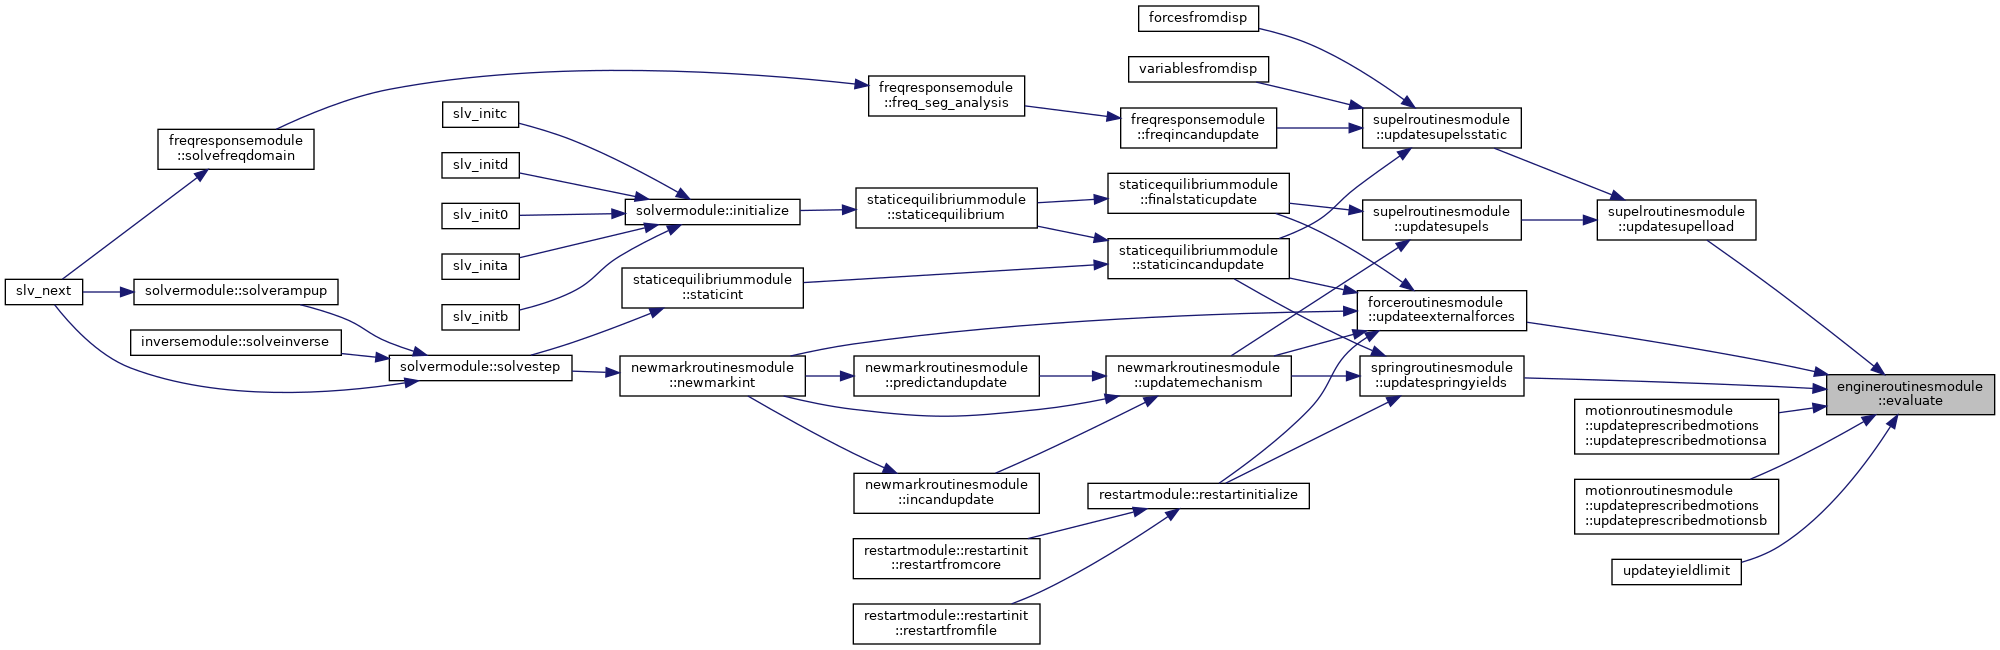 forcesfromdisp
variablesfromdisp
freqresponsemodule
::freq_seg_analysis
slv_initc
freqresponsemodule
::freqincandupdate
supelroutinesmodule
::updatesupelsstatic
freqresponsemodule
::solvefreqdomain
slv_initd
staticequilibriummodule
::finalstaticupdate
staticequilibriummodule
::staticequilibrium
solvermodule::initialize
slv_init0
supelroutinesmodule
::updatesupels
supelroutinesmodule
::updatesupelload
slv_inita
staticequilibriummodule
::staticincandupdate
staticequilibriummodule
::staticint
slv_next
solvermodule::solverampup
slv_initb
forceroutinesmodule
::updateexternalforces
inversemodule::solveinverse
solvermodule::solvestep
newmarkroutinesmodule
::newmarkint
newmarkroutinesmodule
::predictandupdate
newmarkroutinesmodule
::updatemechanism
springroutinesmodule
::updatespringyields
engineroutinesmodule
::evaluate
motionroutinesmodule
::updateprescribedmotions
::updateprescribedmotionsa
newmarkroutinesmodule
::incandupdate
restartmodule::restartinitialize
motionroutinesmodule
::updateprescribedmotions
::updateprescribedmotionsb
restartmodule::restartinit
::restartfromcore
updateyieldlimit
restartmodule::restartinit
::restartfromfile